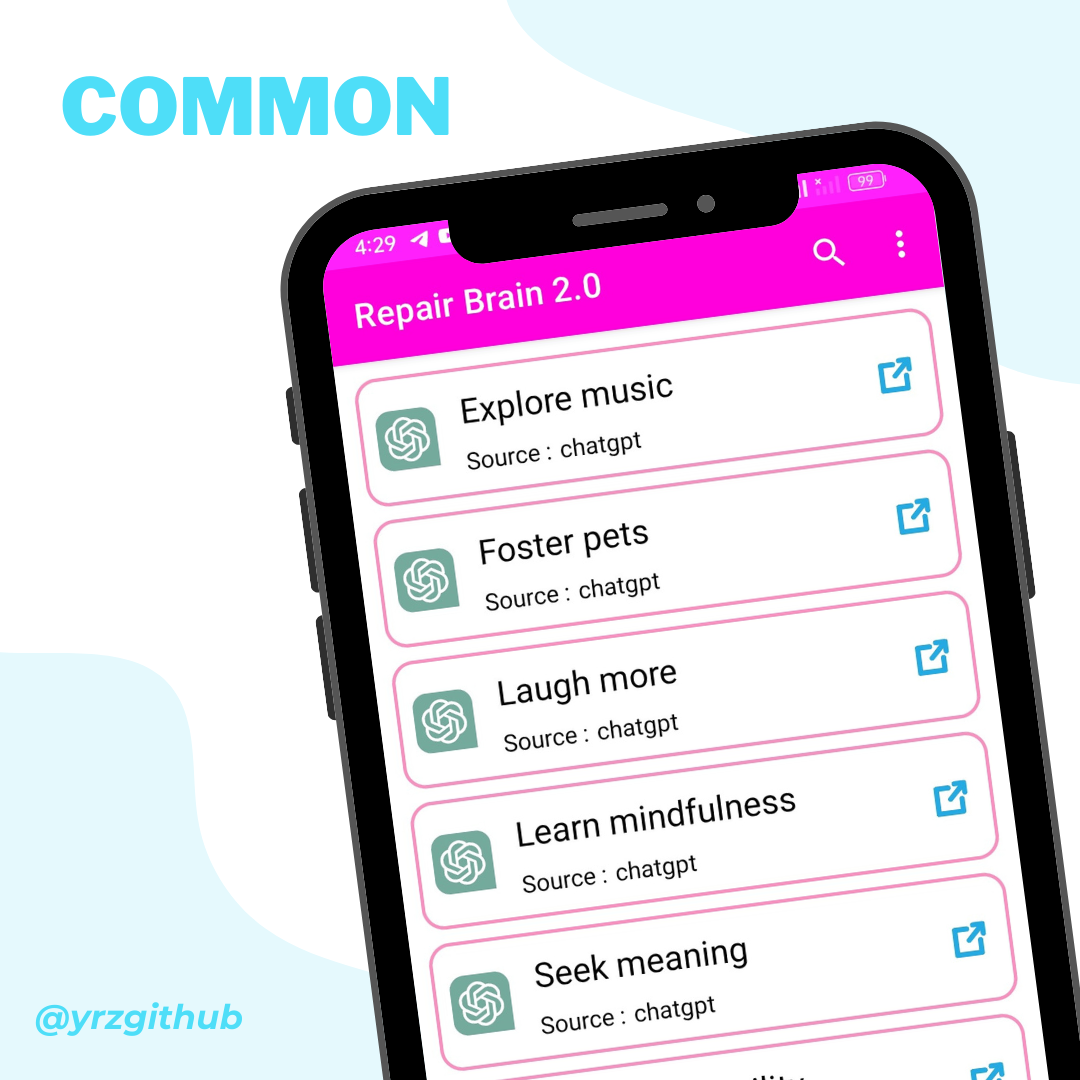 COMMON
4:29
99
Repair Brain 2.0
Explore music
Source : chatgpt
Foster pets
Source : chatgpt
Laugh more
Source : chatgpt
Learn mindfulness
Source : chatgpt
Seek meaning
Source : chatgpt
@yrzgithub